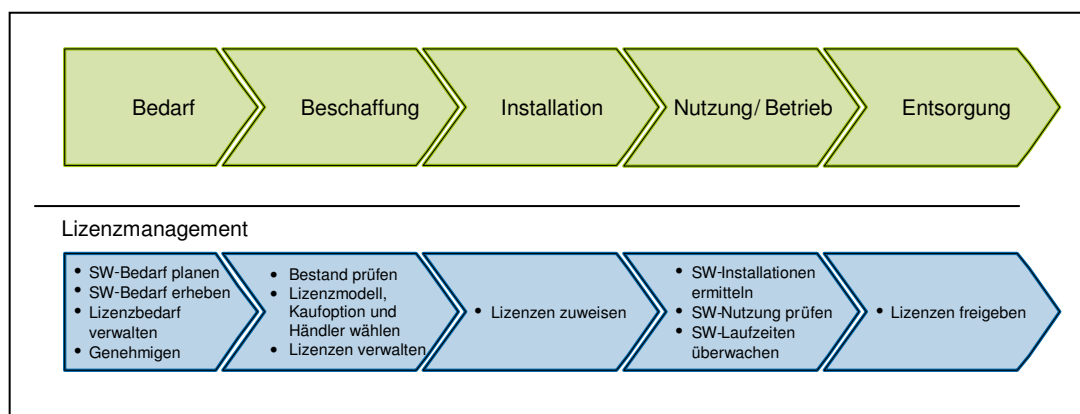 Bedarf
Beschaffung
Installation
Nutzung/ Betrieb
Entsorgung
Lizenzmanagement
• SW-Bedarf planen
• SW-Bedarf erheben
• Lizenzbedarf
verwalten
• Genehmigen
• Bestand prüfen
• Lizenzmodell,
Kaufoption und
Händler wählen
• Lizenzen verwalten
• Lizenzen zuweisen
• SW-Installationen
ermitteln
• SW-Nutzung prüfen
• SW-Laufzeiten
überwachen
• Lizenzen freigeben